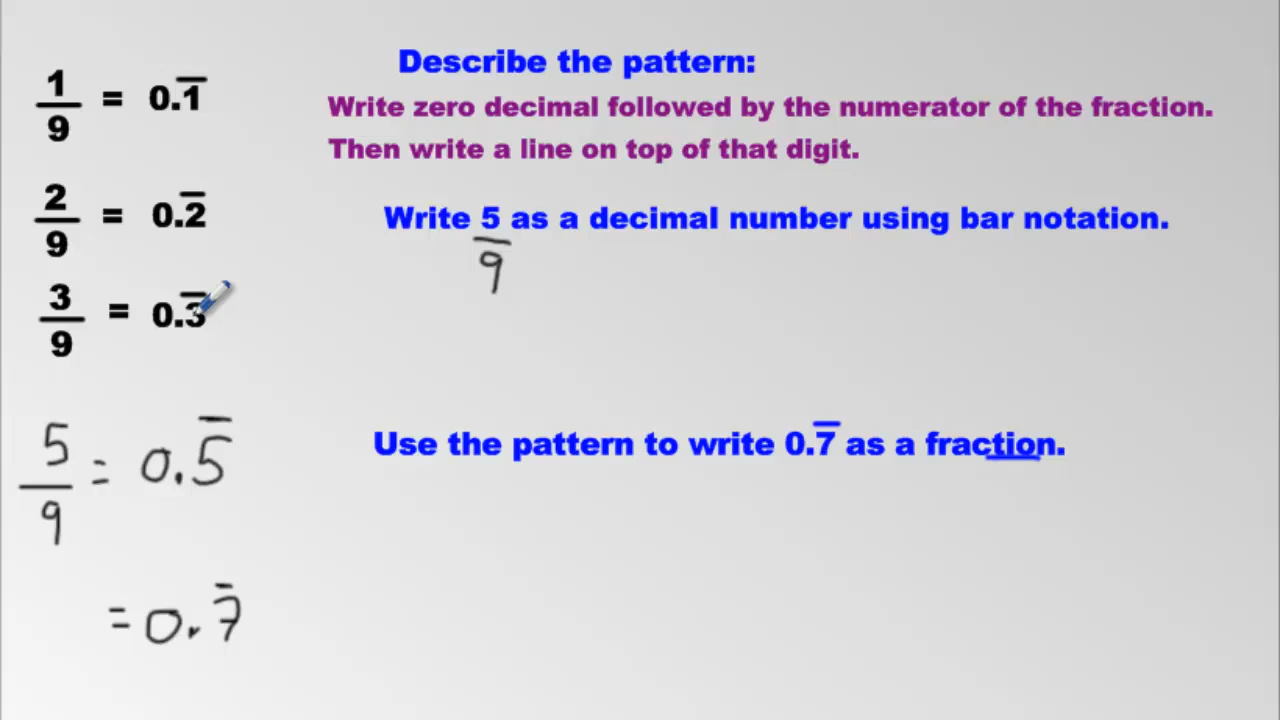 1/9 = 0.1̅
Describe the pattern:
Write zero decimal followed by the numerator of the fraction.
Then write a line on top of that digit.
2/9 = 0.2̅
Write 5/9 as a decimal number using bar notation.
3/9 = 0.3̅
5/9 = 0.5̅
Use the pattern to write 0.7̅ as a fraction.
= 0.7̅